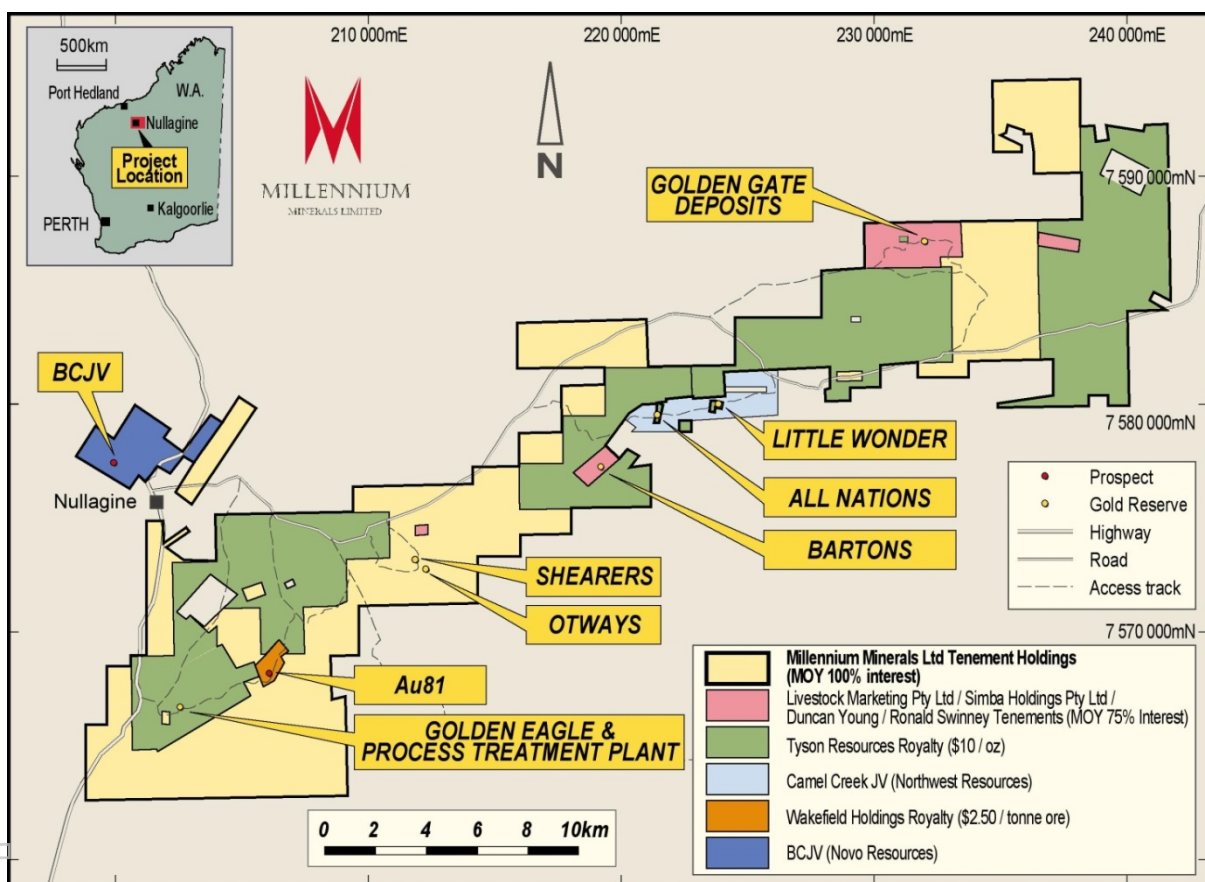 210 000mE
220 000mE
230 000mE
240 000mE
500km
Port Hedland
W.A.
Nullagine
Project
Location
Kalgoorlie
PERTH
MILLENNIUM
MINERALS LIMITED
N
7 590 000mN
GOLDEN GATE
DEPOSITS
BCJV
7 580 000mN
LITTLE WONDER
Nullagine
ALL NATIONS
BARTONS
Prospect
Gold Reserve
Highway
Road
Access track
SHEARERS
OTWAYS
7 570 000mN
Au81
GOLDEN EAGLE &
PROCESS TREATMENT PLANT
0 2 4 6 8 10km
Millennium Minerals Ltd Tenement Holdings
(MOY 100% interest)
Livestock Marketing Pty Ltd / Simba Holdings Pty Ltd /
Duncan Young / Ronald Swinney Tenements (MOY 75% Interest)
Tyson Resources Royalty ($10 / oz)
Camel Creek JV (Northwest Resources)
Wakefield Holdings Royalty ($2.50 / tonne ore)
BCJV (Novo Resources)